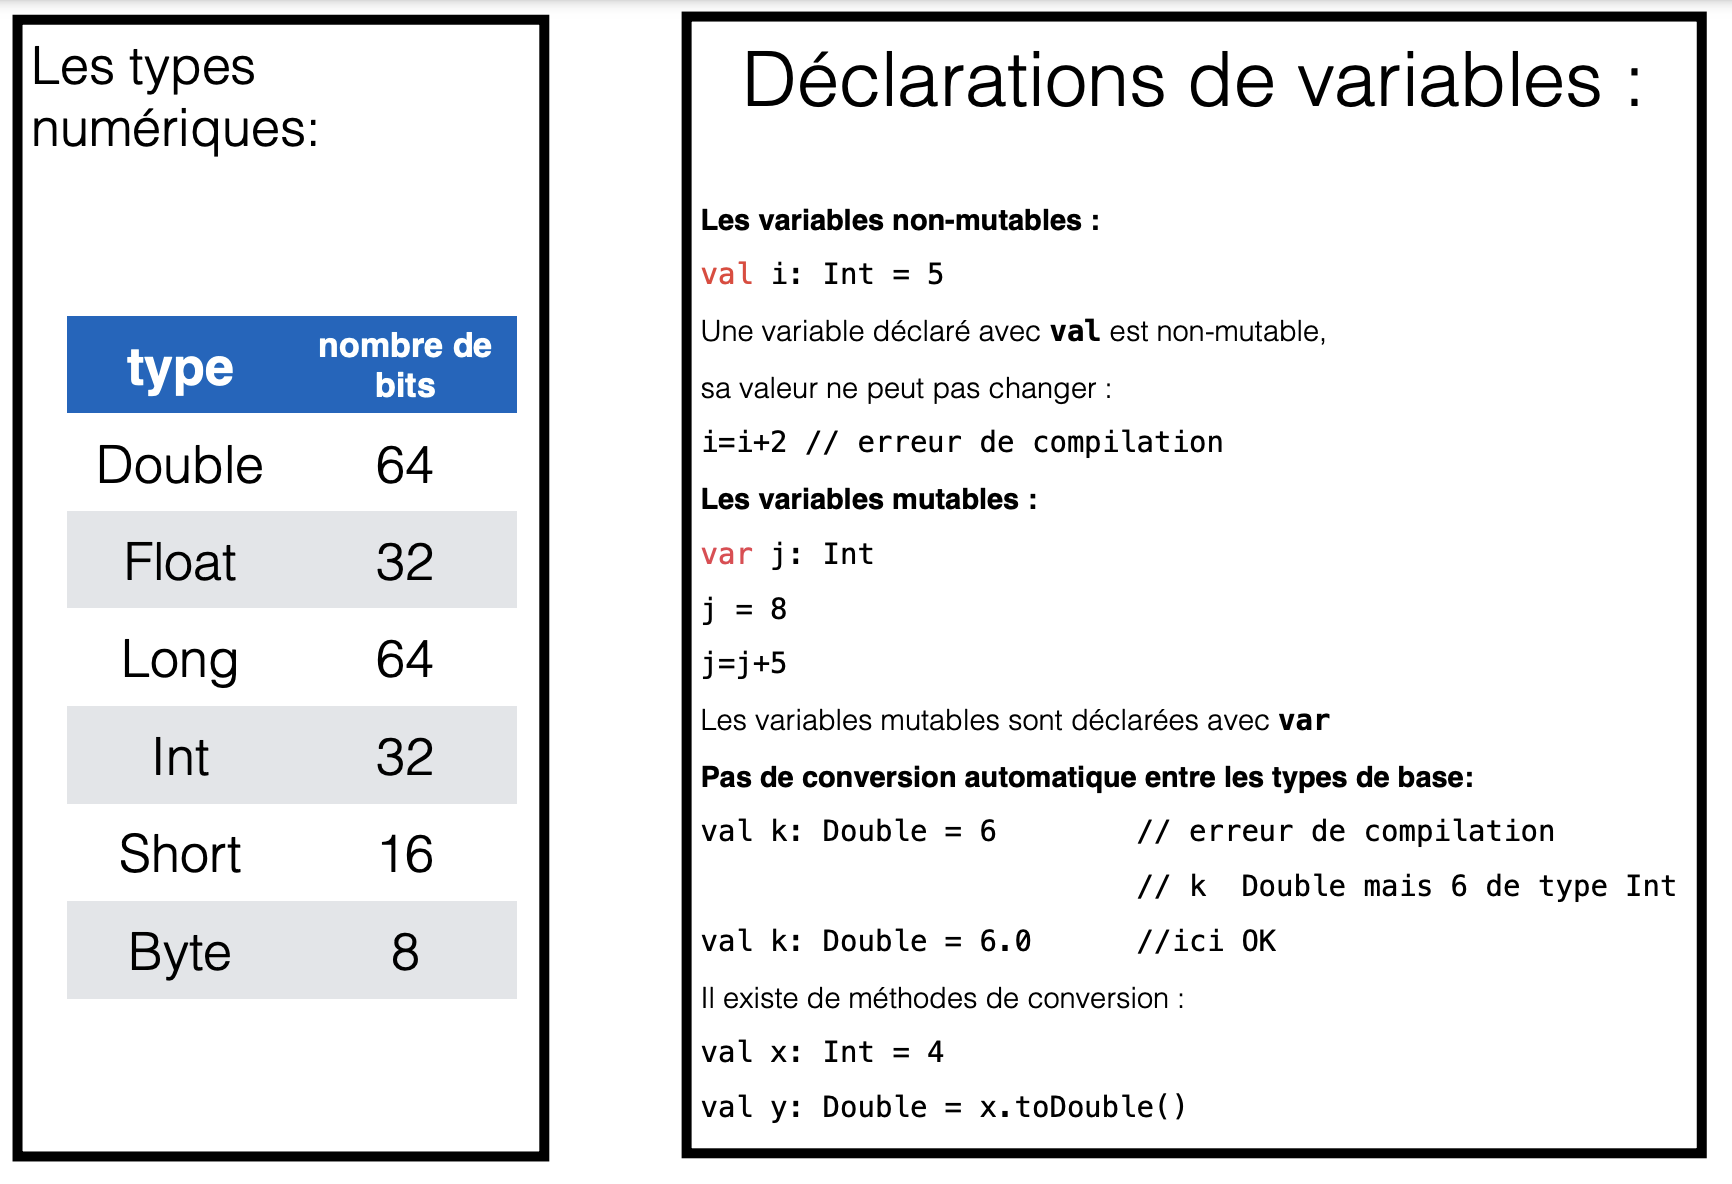 Les types
numériques:
type nombre de bits
Double 64
Float 32
Long 64
Int 32
Short 16
Byte 8
Déclarations de variables :
Les variables non-mutables :
val i: Int = 5
Une variable déclaré avec val est non-mutable,
sa valeur ne peut pas changer :
i=i+2 // erreur de compilation
Les variables mutables :
var j: Int
j = 8
j=j+5
Les variables mutables sont déclarées avec var
Pas de conversion automatique entre les types de base:
val k: Double = 6 // erreur de compilation
// k Double mais 6 de type Int
val k: Double = 6.0 //ici OK
Il existe de méthodes de conversion :
val x: Int = 4
val y: Double = x.toDouble()